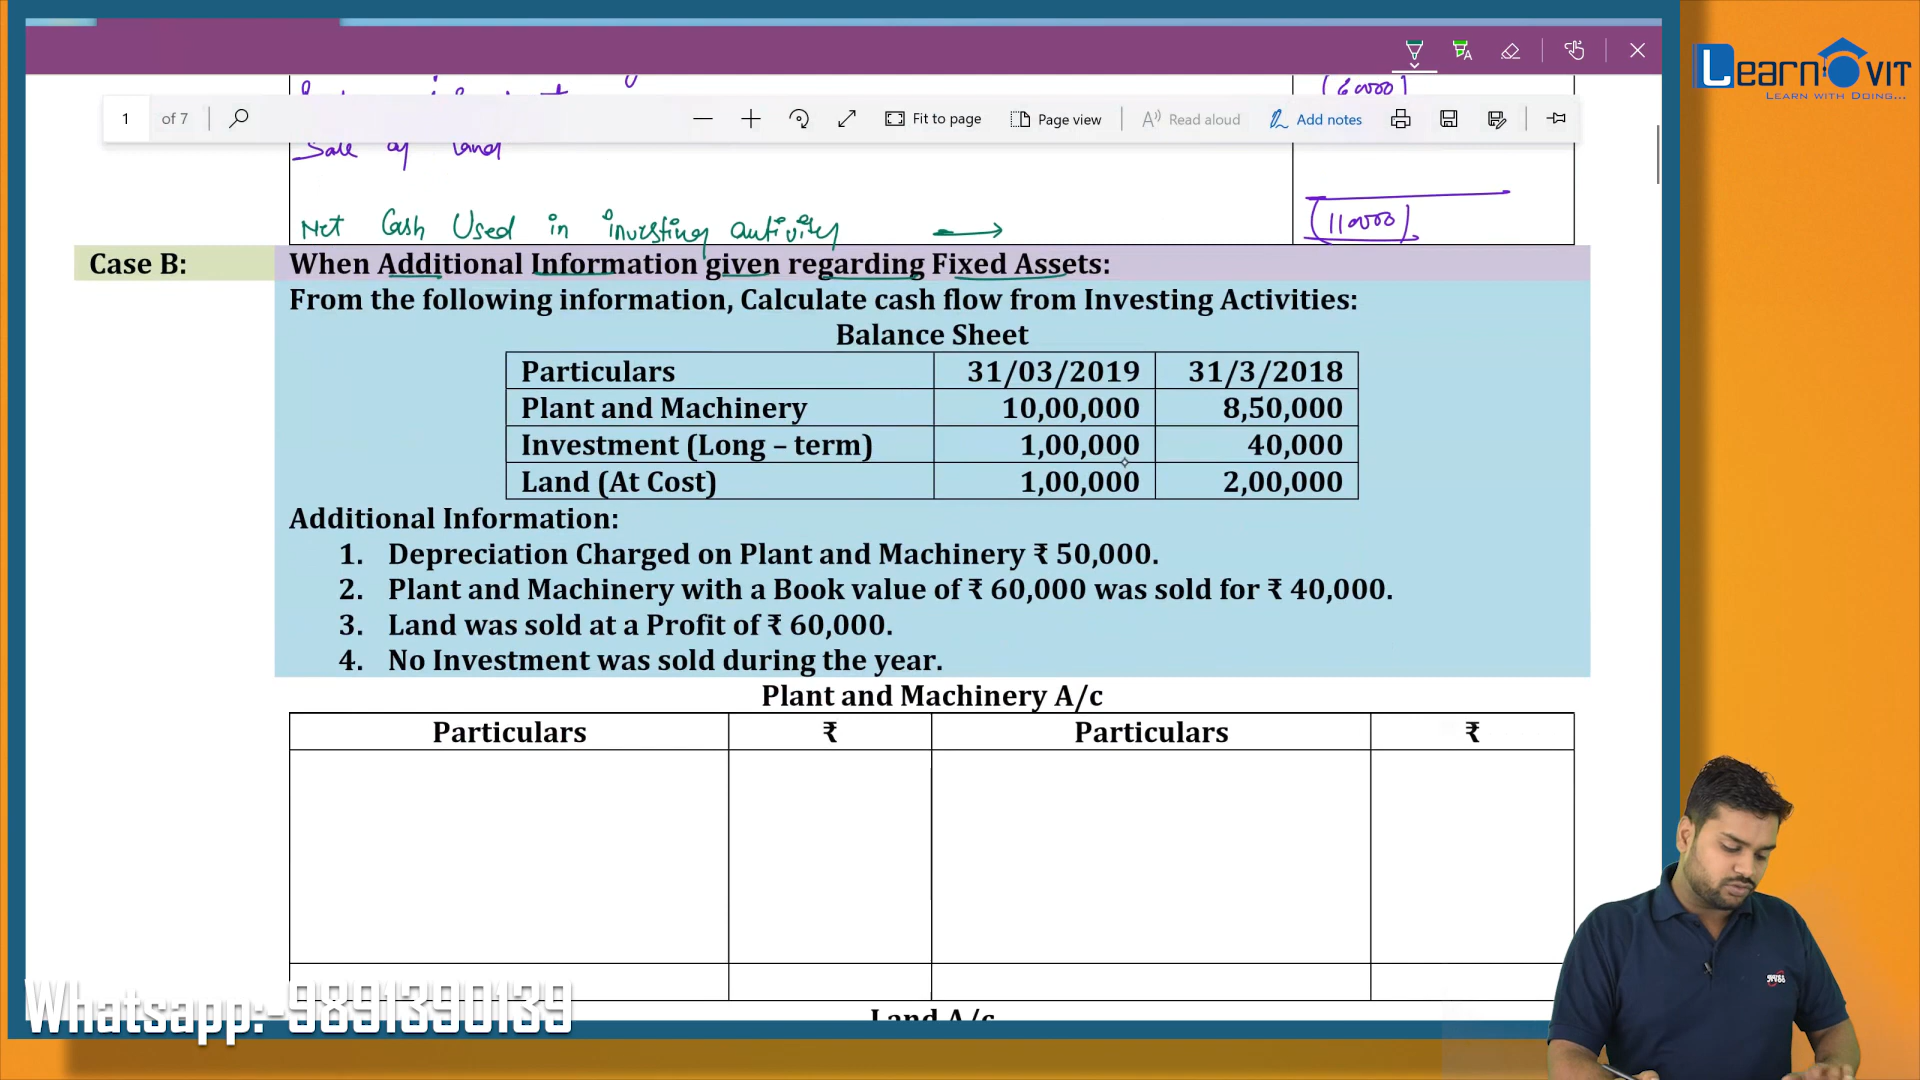 LearnoVIT
LEARN WITH DOING...
(60000)
1 of 7 Fit to page Page view Read aloud Add notes
Sale of land
Net Cash Used in investing activity (110000)
Case B: When Additional Information given regarding Fixed Assets:
From the following information, Calculate cash flow from Investing Activities:
Balance Sheet
Particulars 31/03/2019 31/3/2018
Plant and Machinery 10,00,000 8,50,000
Investment (Long – term) 1,00,000 40,000
Land (At Cost) 1,00,000 2,00,000
Additional Information:
1. Depreciation Charged on Plant and Machinery ₹ 50,000.
2. Plant and Machinery with a Book value of ₹ 60,000 was sold for ₹ 40,000.
3. Land was sold at a Profit of ₹ 60,000.
4. No Investment was sold during the year.
Plant and Machinery A/c
Particulars ₹ Particulars ₹
Whatsapp:-9891390139
Land A/c